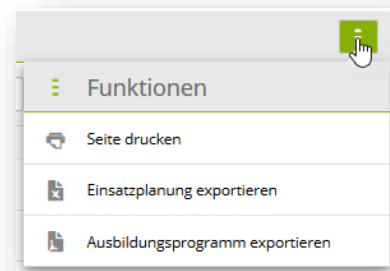 Funktionen
Seite drucken
Einsatzplanung exportieren
Ausbildungsprogramm exportieren